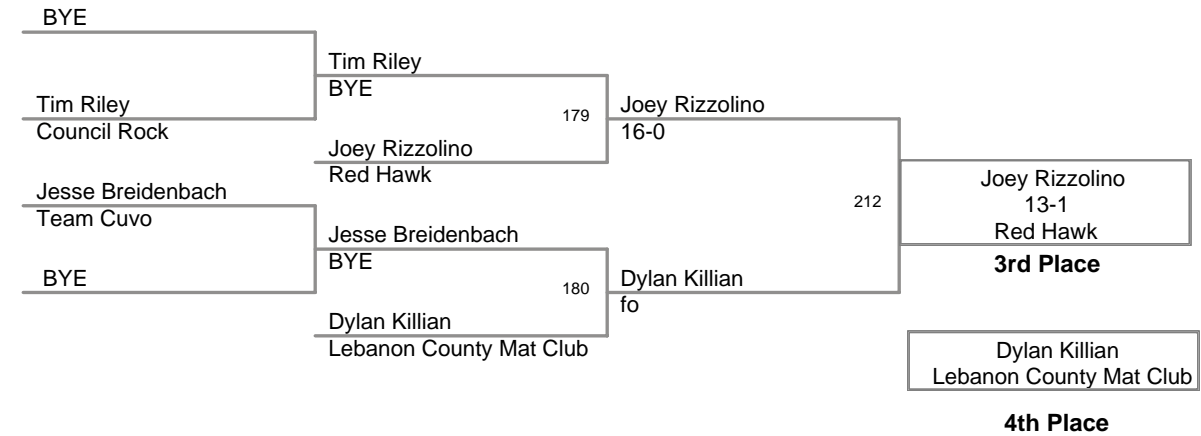 BYE
Tim Riley
Council Rock
Jesse Breidenbach
Team Cuvo
BYE
Tim Riley
BYE
179
Joey Rizzolino
Red Hawk
Jesse Breidenbach
BYE
180
Dylan Killian
Lebanon County Mat Club
Joey Rizzolino
16-0
212
Dylan Killian
fo
Joey Rizzolino
13-1
Red Hawk
3rd Place
Dylan Killian
Lebanon County Mat Club
4th Place